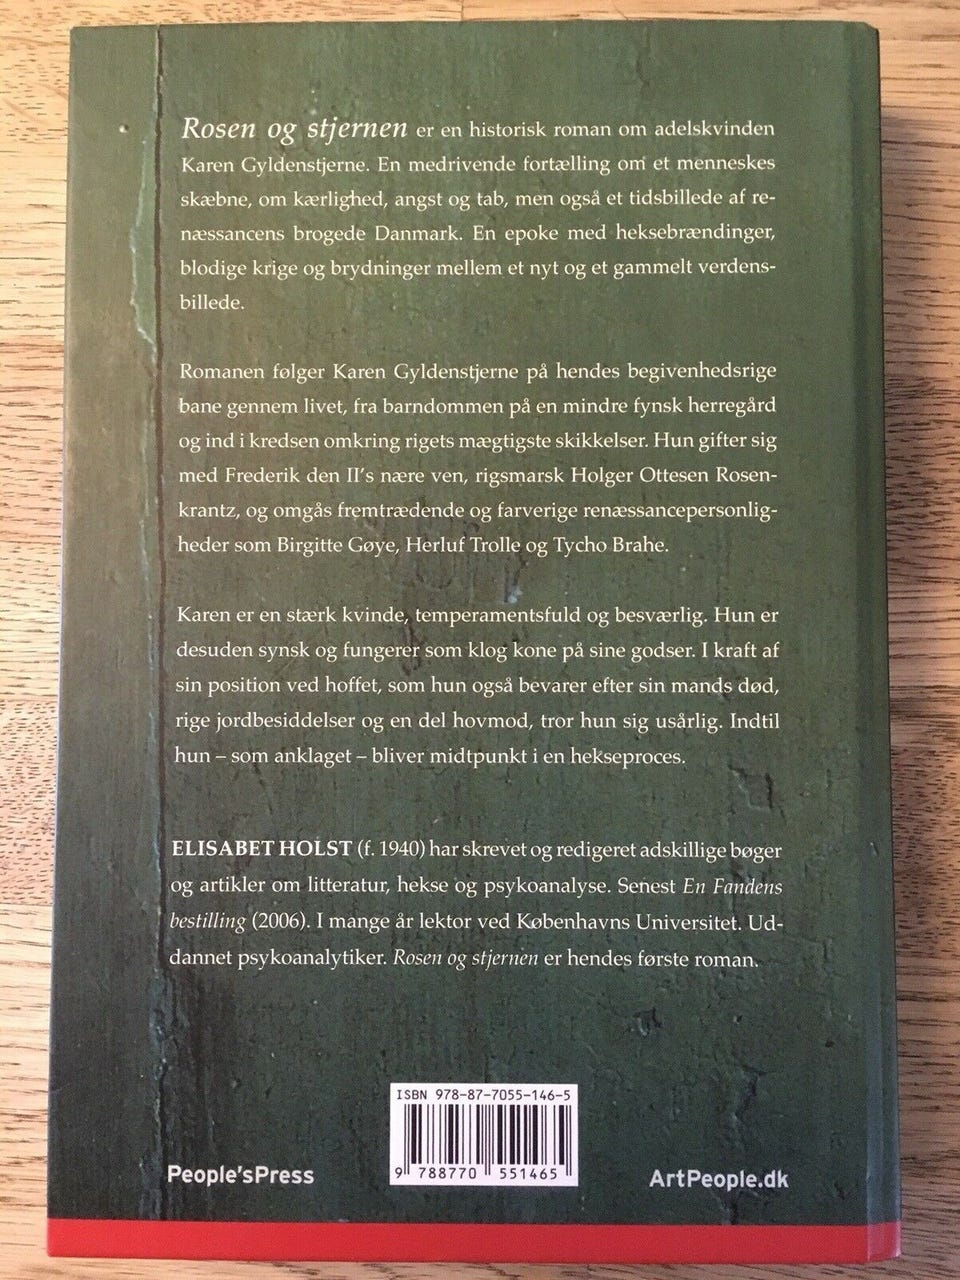 Rosen og stjernen er en historisk roman om adelskvinden
Karen Gyldenstjerne. En medrivende fortælling om et menneskes
skæbne, om kærlighed, angst og tab, men også et tidsbillede af re-
næssancens brogede Danmark. En epoke med heksebrændinger,
blodige krige og brydninger mellem et nyt og et gammelt verdens-
billede.
Romanen følger Karen Gyldenstjerne på hendes begivenhedsrige
bane gennem livet, fra barndommen på en mindre fynsk herregård
og ind i kredsen omkring rigets mægtigste skikkelser. Hun gifter sig
med Frederik den II's nære ven, rigsmarsk Holger Ottesen Rosen-
krantz, og omgås fremtrædende og farverige renæssancepersonlig-
heder som Birgitte Gøye, Herluf Trolle og Tycho Brahe.
Karen er en stærk kvinde, temperamentsfuld og besværlig. Hun er
desuden synsk og fungerer som klog kone på sine godser. I kraft af
sin position ved hoffet, som hun også bevarer efter sin mands død,
rige jordbesiddelser og en del hovmod, tror hun sig usårlig. Indtil
hun – som anklaget – bliver midtpunkt i en hekseproces.
ELISABET HOLST (f. 1940) har skrevet og redigeret adskillige bøger
og artikler om litteratur, hekse og psykoanalyse. Senest En Fandens
bestilling (2006). I mange år lektor ved Københavns Universitet. Ud-
dannet psykoanalytiker. Rosen og stjernen er hendes første roman.
ISBN 978-87-7055-146-5
9 788770 551465
People'sPress
ArtPeople.dk